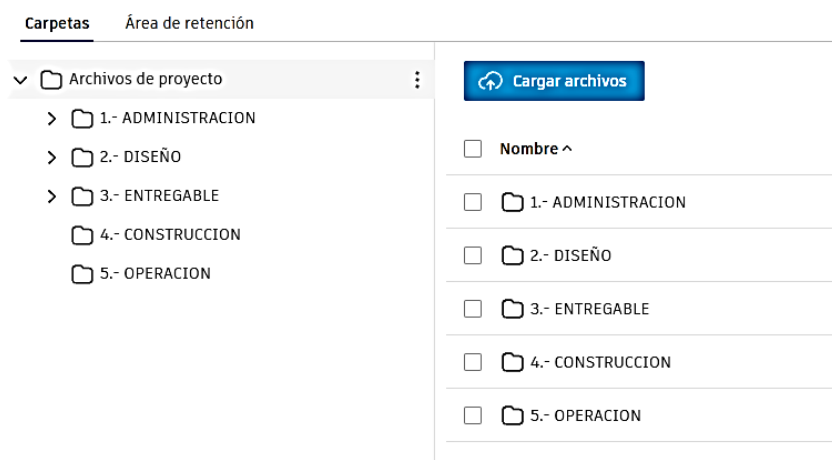 Carpetas Área de retención
Archivos de proyecto
1.- ADMINISTRACION
2.- DISEÑO
3.- ENTREGABLE
4.- CONSTRUCCION
5.- OPERACION
Cargar archivos
Nombre
1.- ADMINISTRACION
2.- DISEÑO
3.- ENTREGABLE
4.- CONSTRUCCION
5.- OPERACION